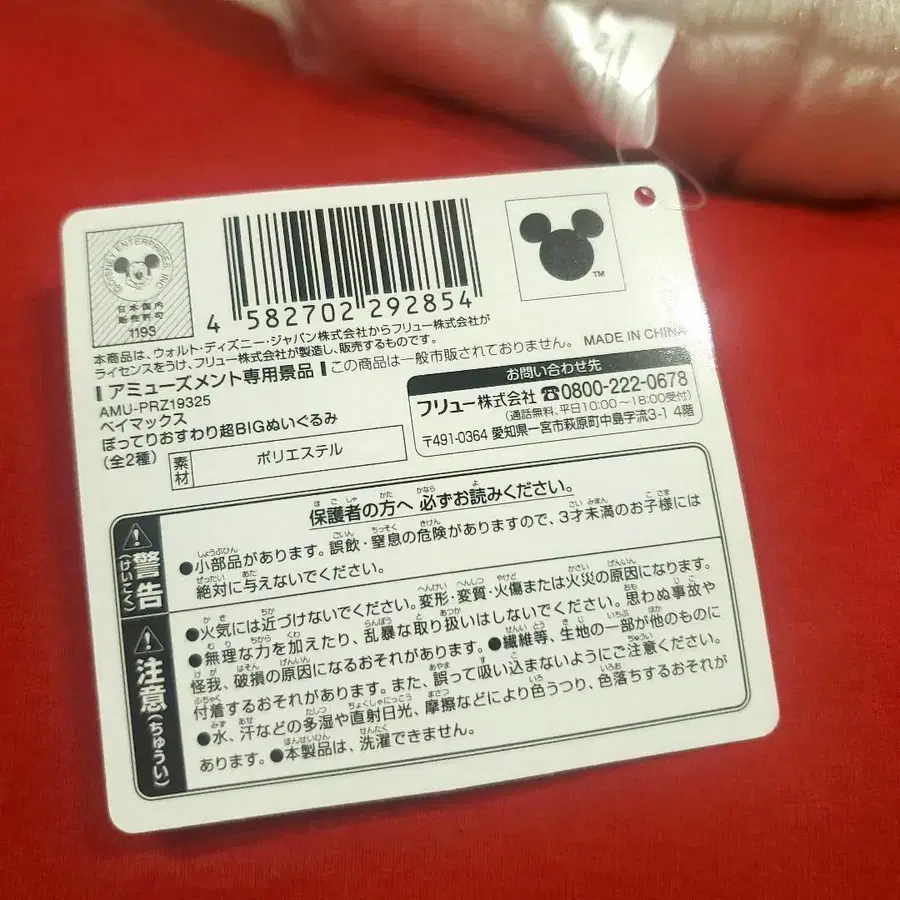 ©DISNEY ENTERPRISES, INC.
日本国内
販売許可
119S
4 582702 292854
TM
本商品は、ウォルト・ディズニー・ジャパン株式会社から フリュー株式会社が
ライセンスをうけ、フリュー株式会社が製造し、販売するものです。
アミューズメント専用景品
この商品は一般市販されておりません。 MADE IN CHINA
AMU-PRZ19325
ベイマックス
ぽってりおすわり超BIGぬいぐるみ
(全2種)
素材
ポリエステル
お問い合わせ先
フリュー株式会社 ☎0800-222-0678
(通話無料、平日10:00~18:00受付)
〒491-0364 愛知県一宮市萩原町中島字流3-1 4階
保護者の方へ 必ずお読みください。
警告
(けいこく)
●小部品があります。誤飲・窒息の危険がありますので、3才未満のお子様には
絶対に与えないでください。
注意
(ちゅうい)
●火気には近づけないでください。変形・変質・火傷または火災の原因になります。
●無理な力を加えたり、乱暴な取り扱いはしないでください。思わぬ事故や
怪我、破損の原因になるおそれがあります。●繊維等、生地の一部が他のものに
付着するおそれがあります。また、誤って吸い込まないようにご注意ください。
●水、汗などの多湿や直射日光、摩擦などにより色うつり、色落ちするおそれが
あります。●本製品は、洗濯できません。